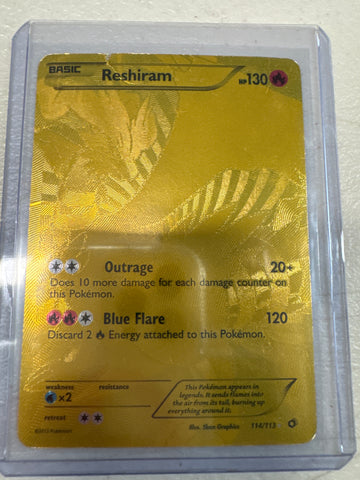 BASIC Reshiram HP130
Outrage 20+
Does 10 more damage for each damage counter on
this Pokémon.
Blue Flare 120
Discard 2 Energy attached to this Pokémon.
weakness resistance
×2
retreat
This Pokémon appears in
legends. It sends flames into
the air from its tail, burning up
everything around it.
©2013 Pokémon Illus. Shan Graphics 114/113